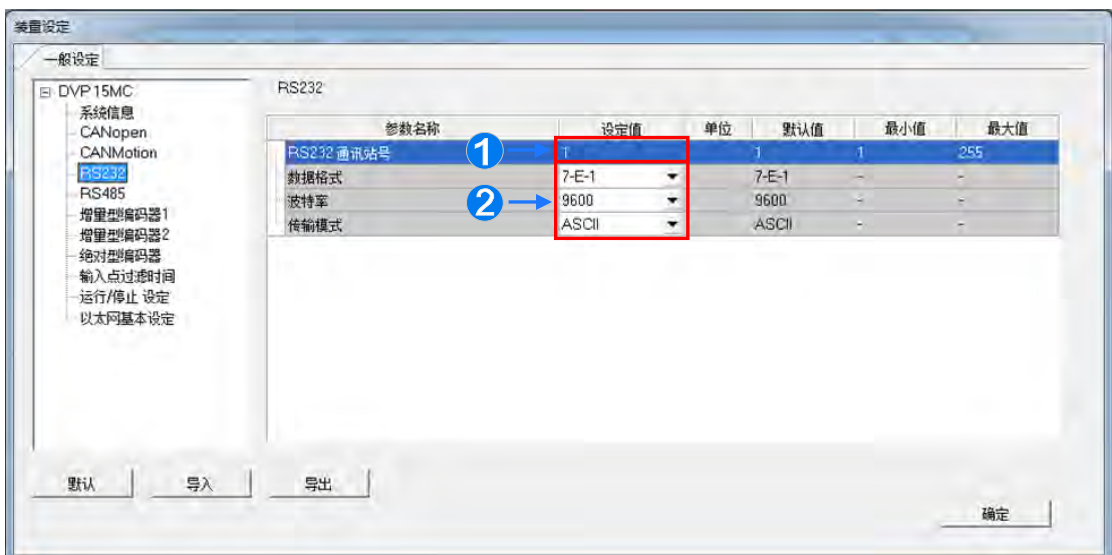 装置设定
一般设定
DVP15MC
系统信息
CANopen
CANMotion
RS232
RS485
增量型编码器1
增量型编码器2
绝对型编码器
输入点过滤时间
运行/停止 设定
以太网基本设定
RS232
参数名称 设定值 单位 默认值 最小值 最大值
RS232 通讯站号 1 1 1 255
数据格式 7-E-1 7-E-1 - -
波特率 9600 9600 - -
传输模式 ASCII ASCII - -
1
2
默认 导入 导出
确定